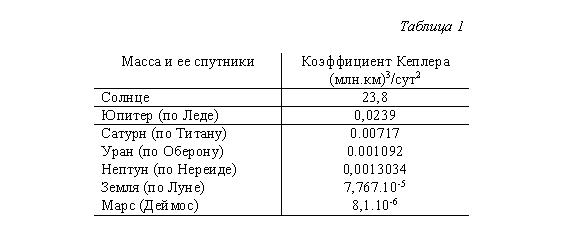 Таблица 1
Масса и ее спутники Коэффициент Кеплера
(млн.км)³/сут²
Солнце 23,8
Юпитер (по Леде) 0,0239
Сатурн (по Титану) 0.00717
Уран (по Оберону) 0.001092
Нептун (по Нереиде) 0,0013034
Земля (по Луне) 7,767.10⁻⁵
Марс (Деймос) 8,1.10⁻⁶